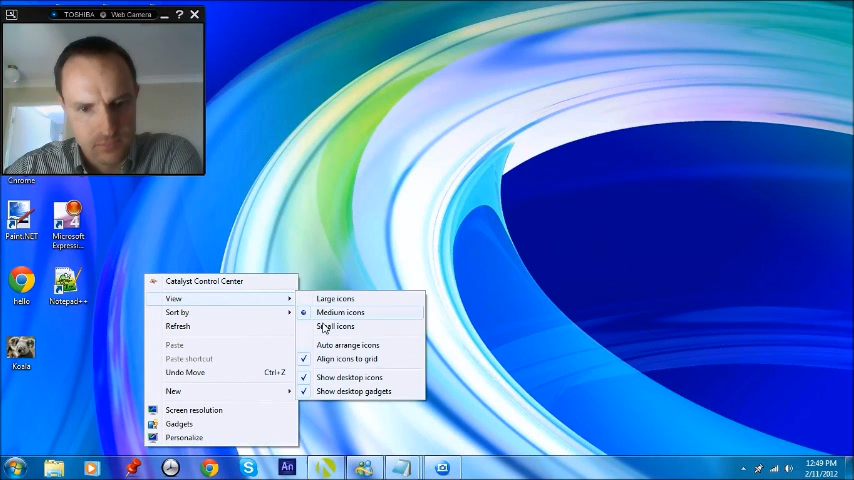 TOSHIBA Web Camera
?
Chrome
Paint.NET
Microsoft
Expressi...
hello
Notepad++
Koala
Catalyst Control Center
View
Sort by
Refresh
Paste
Paste shortcut
Undo Move Ctrl+Z
New
Screen resolution
Gadgets
Personalize
Large icons
Medium icons
Small icons
Auto arrange icons
Align icons to grid
Show desktop icons
Show desktop gadgets
An
12:49 PM
2/11/2012